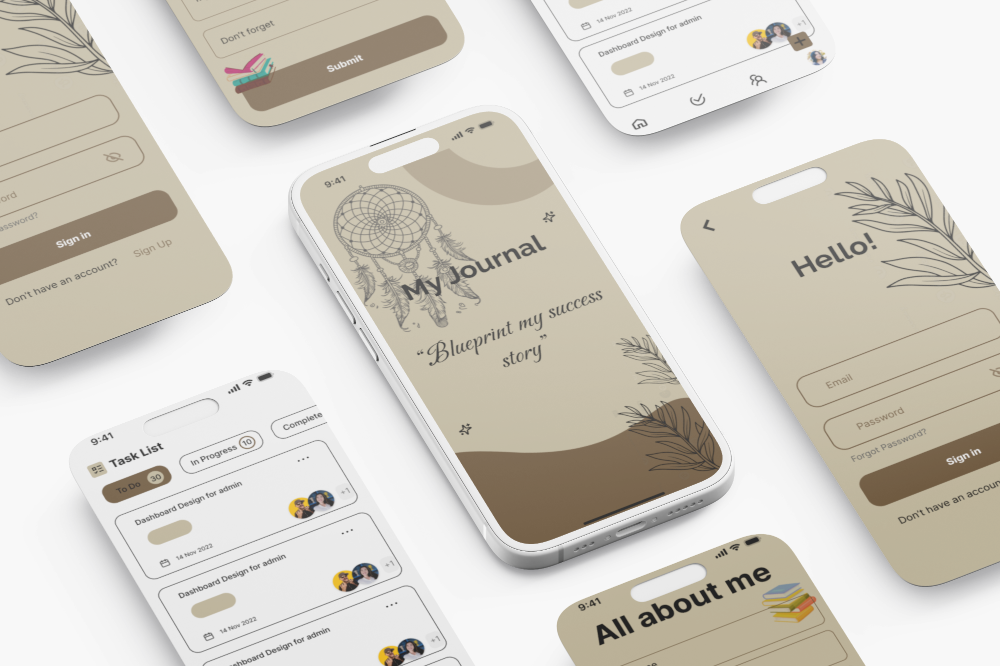 Don't forget
Submit
14 Nov 2022
Dashboard Design for admin
+1
14 Nov 2022
ord
assword?
Sign in
Don't have an account?
Sign Up
9:41
My Journal
"Blueprint my success
story"
Hello!
Email
Password
Forgot Password?
Sign in
Don't have an accoun
9:41
Task List
To Do
30
In Progress
10
Complete
Dashboard Design for admin
+1
14 Nov 2022
Dashboard Design for admin
+1
14 Nov 2022
Dashboard Design for admin
+1
9:41
All about me